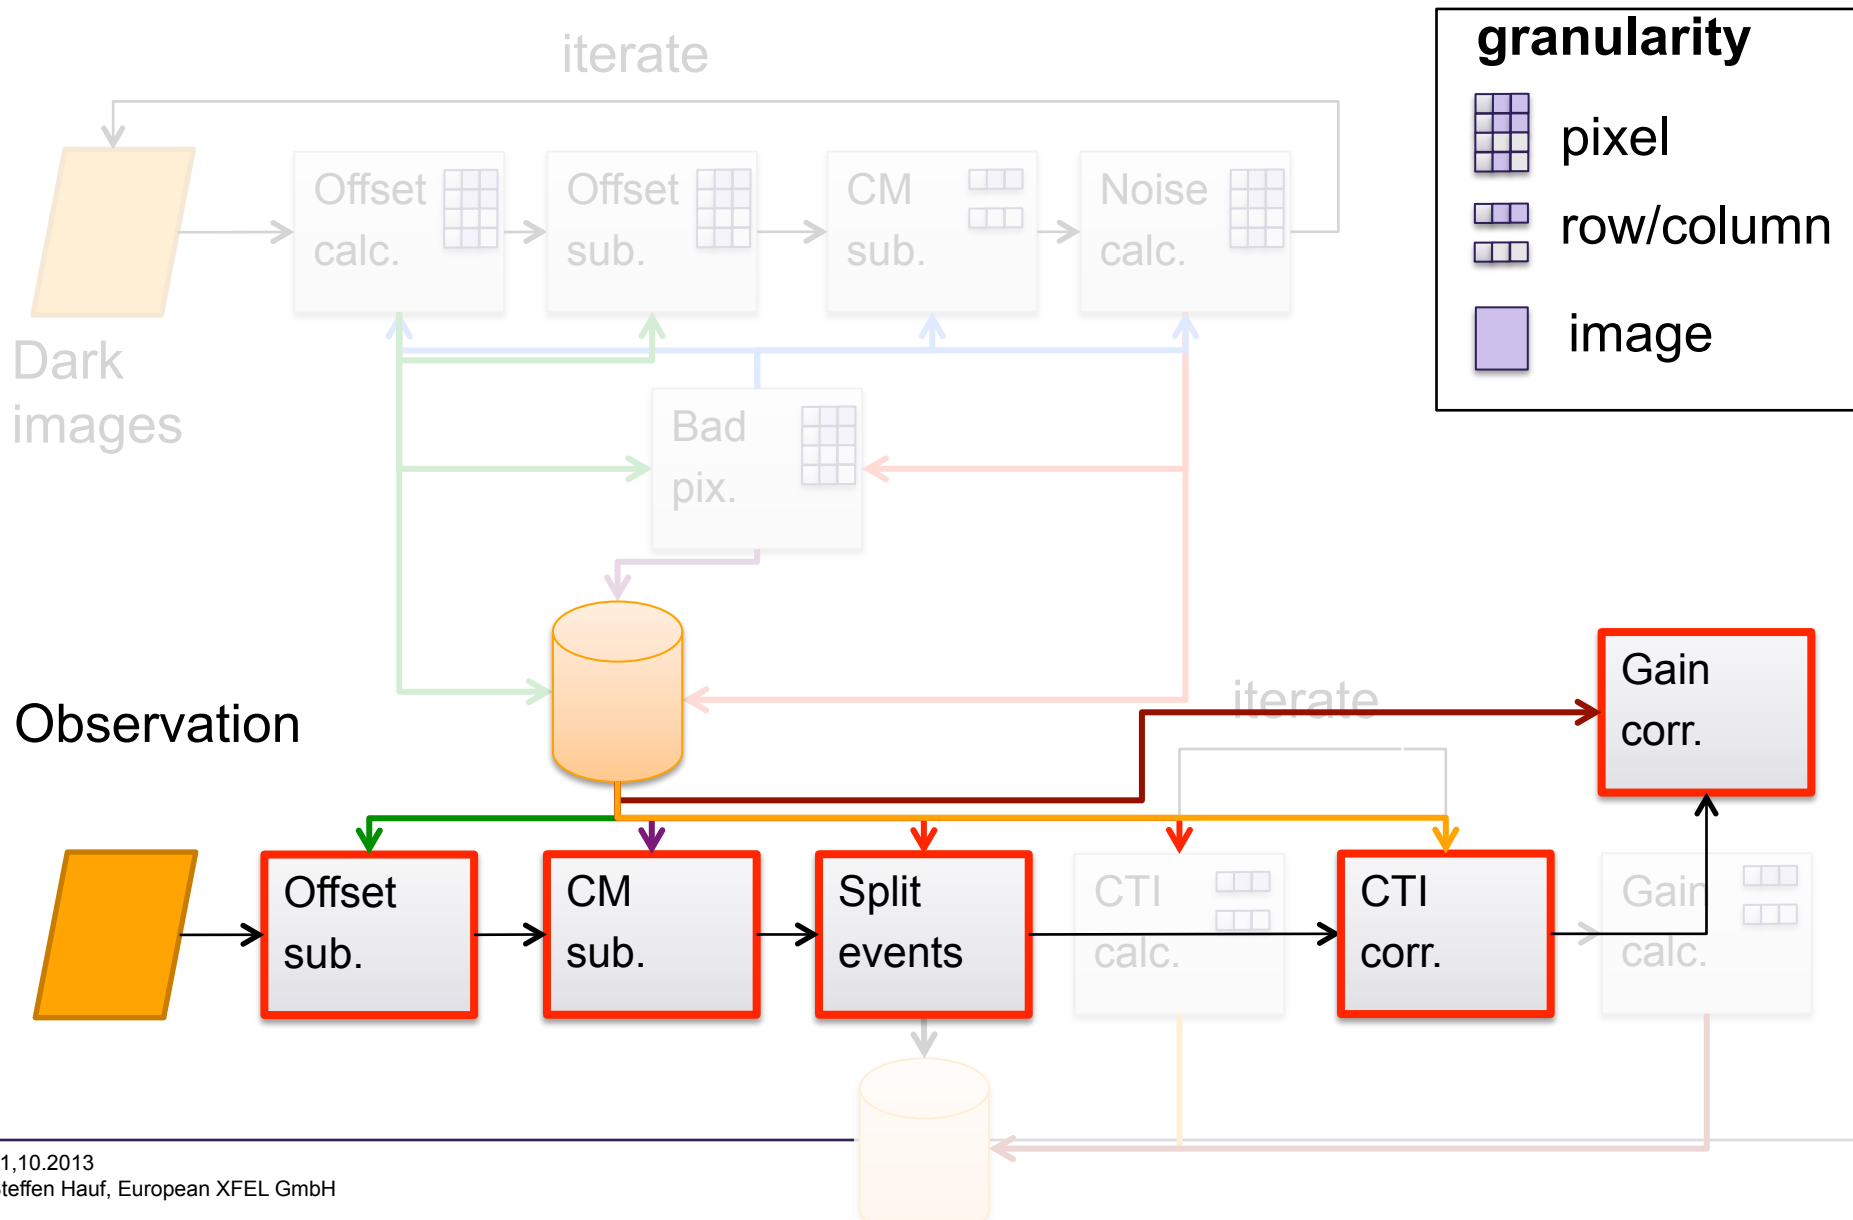 iterate
granularity
pixel
row/column
image
Offset
calc.
Offset
sub.
CM
sub.
Noise
calc.
Dark
images
Bad
pix.
Observation
iterate
Gain
corr.
Offset
sub.
CM
sub.
Split
events
CTI
calc.
CTI
corr.
Gain
calc.
1,10.2013
Steffen Hauf, European XFEL GmbH